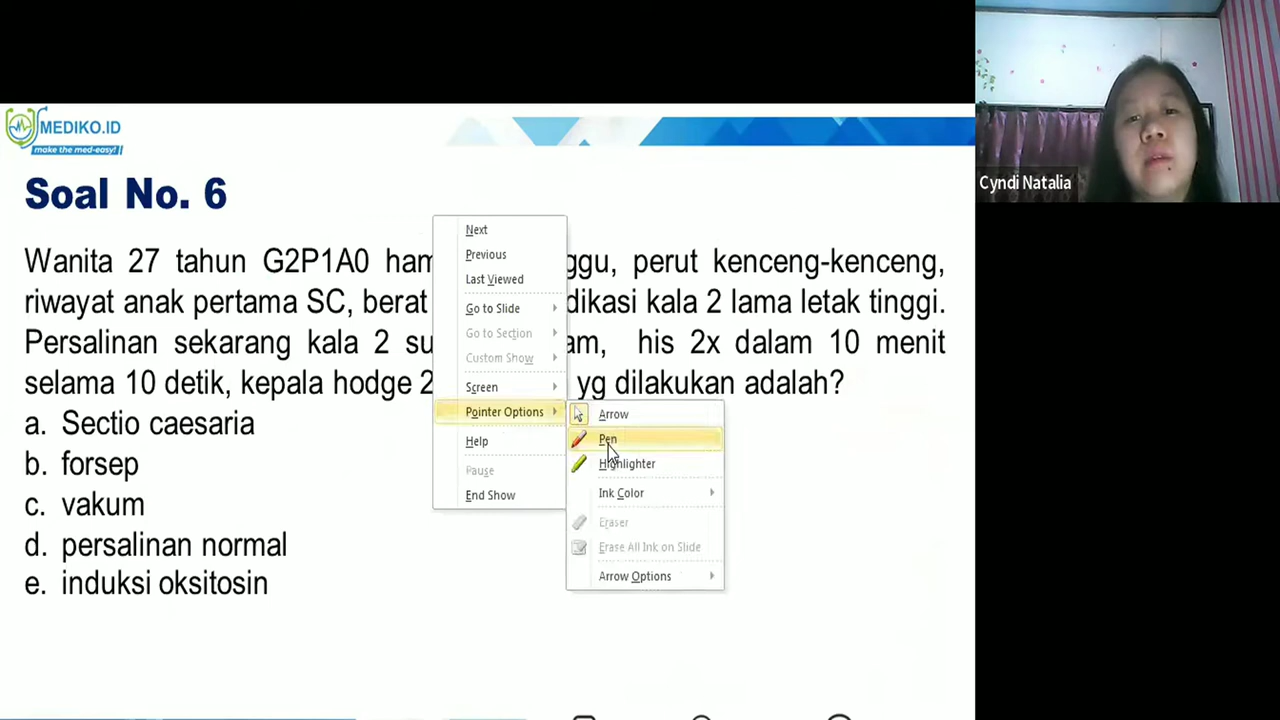 MEDIKO.ID
make the med-easy!
Cyndi Natalia
Soal No. 6
Wanita 27 tahun G2P1A0 ham ggu, perut kenceng-kenceng,
riwayat anak pertama SC, berat dikasi kala 2 lama letak tinggi.
Persalinan sekarang kala 2 su am, his 2x dalam 10 menit
selama 10 detik, kepala hodge 2 yg dilakukan adalah?
a. Sectio caesaria
b. forsep
c. vakum
d. persalinan normal
e. induksi oksitosin
Next
Previous
Last Viewed
Go to Slide
Go to Section
Custom Show
Screen
Pointer Options
Help
Pause
End Show
Arrow
Pen
Highlighter
Ink Color
Eraser
Erase All Ink on Slide
Arrow Options